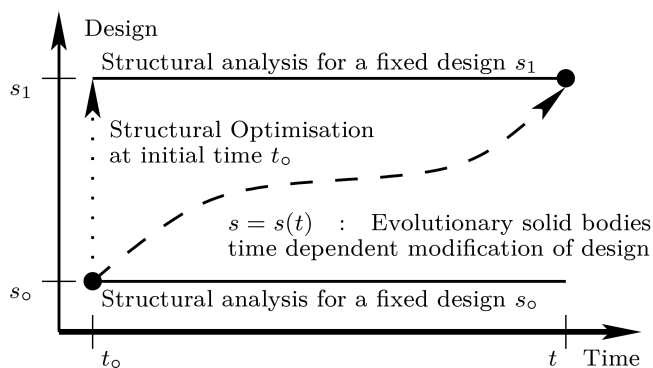 Design
Structural analysis for a fixed design s₁
s₁
Structural Optimisation
at initial time t∘
s = s(t) : Evolutionary solid bodies
time dependent modification of design
s∘
Structural analysis for a fixed design s∘
t∘ t Time